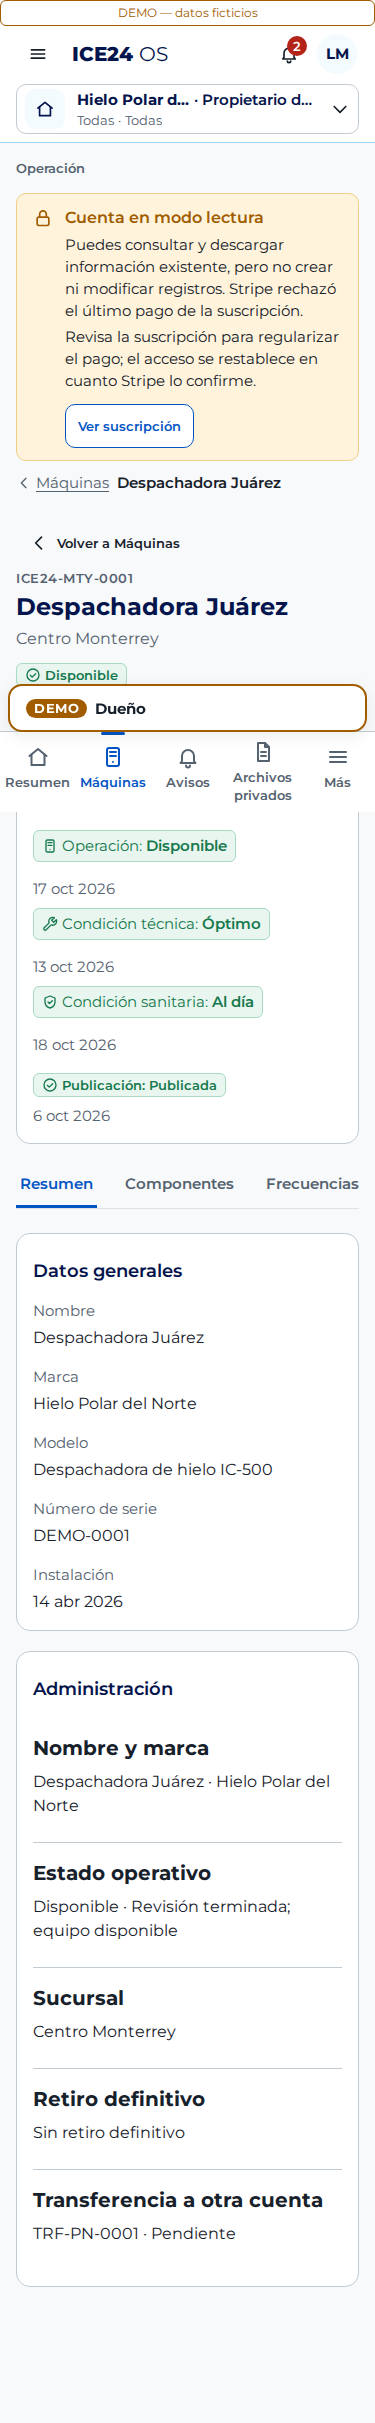 DEMO — datos ficticios
ICE24 OS
2
LM
Hielo Polar d... · Propietario d...
Todas · Todas
Operación
Cuenta en modo lectura
Puedes consultar y descargar
información existente, pero no crear
ni modificar registros. Stripe rechazó
el último pago de la suscripción.
Revisa la suscripción para regularizar
el pago; el acceso se restablece en
cuanto Stripe lo confirme.
Ver suscripción
Máquinas Despachadora Juárez
Volver a Máquinas
ICE24-MTY-0001
Despachadora Juárez
Centro Monterrey
Disponible
DEMO Dueño
Resumen
Máquinas
Avisos
Archivos
privados
Más
Operación: Disponible
17 oct 2026
Condición técnica: Óptimo
13 oct 2026
Condición sanitaria: Al día
18 oct 2026
Publicación: Publicada
6 oct 2026
Resumen Componentes Frecuencias
Datos generales
Nombre
Despachadora Juárez
Marca
Hielo Polar del Norte
Modelo
Despachadora de hielo IC-500
Número de serie
DEMO-0001
Instalación
14 abr 2026
Administración
Nombre y marca
Despachadora Juárez · Hielo Polar del
Norte
Estado operativo
Disponible · Revisión terminada;
equipo disponible
Sucursal
Centro Monterrey
Retiro definitivo
Sin retiro definitivo
Transferencia a otra cuenta
TRF-PN-0001 · Pendiente